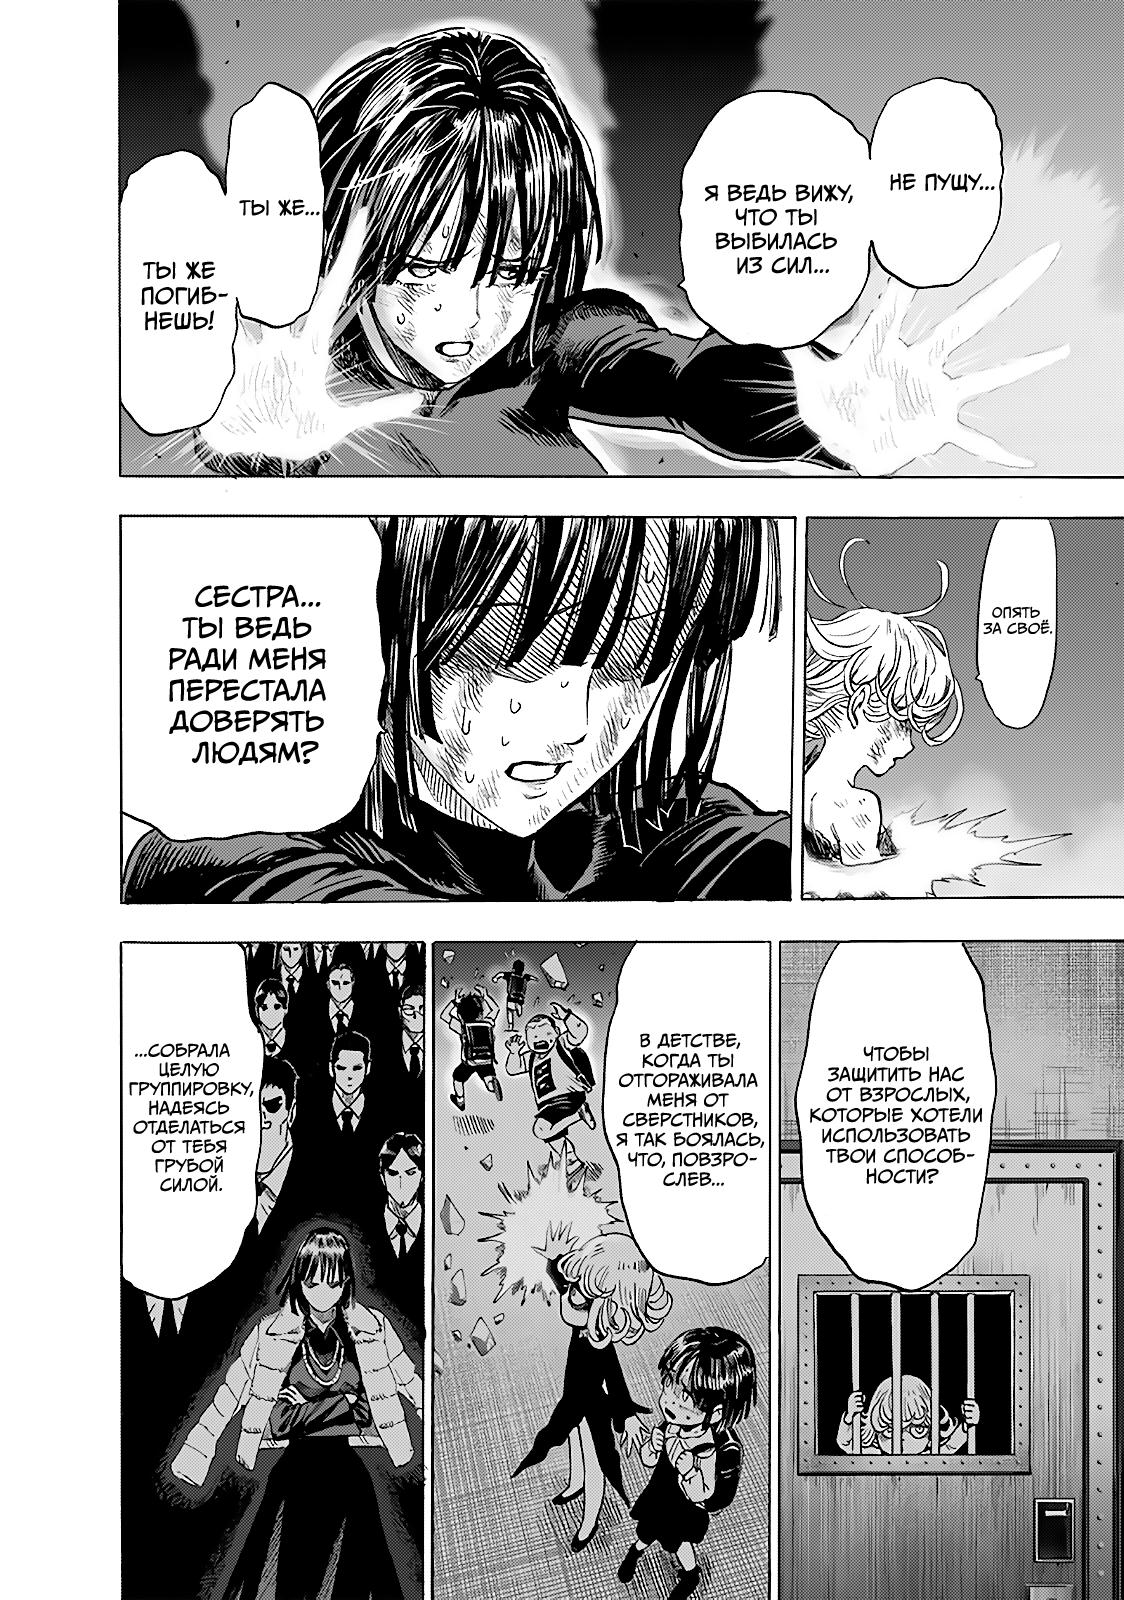 НЕ ПУЩУ...
Я ВЕДЬ ВИЖУ,
ЧТО ТЫ
ВЫБИЛАСЬ
ИЗ СИЛ...
ТЫ ЖЕ...
ТЫ ЖЕ
ПОГИБ-
НЕШЬ!
ОПЯТЬ
ЗА СВОЁ.
СЕСТРА...
ТЫ ВЕДЬ
РАДИ МЕНЯ
ПЕРЕСТАЛА
ДОВЕРЯТЬ
ЛЮДЯМ?
ЧТОБЫ
ЗАЩИТИТЬ НАС
ОТ ВЗРОСЛЫХ,
КОТОРЫЕ ХОТЕЛИ
ИСПОЛЬЗОВАТЬ
ТВОИ СПОСОБ-
НОСТИ?
В ДЕТСТВЕ,
КОГДА ТЫ
ОТГОРАЖИВАЛА
МЕНЯ ОТ
СВЕРСТНИКОВ,
Я ТАК БОЯЛАСЬ,
ЧТО, ПОВЗРО-
СЛЕВ...
...СОБРАЛА
ЦЕЛУЮ
ГРУППИРОВКУ,
НАДЕЯСЬ
ОТДЕЛАТЬСЯ
ОТ ТЕБЯ
ГРУБОЙ
СИЛОЙ.